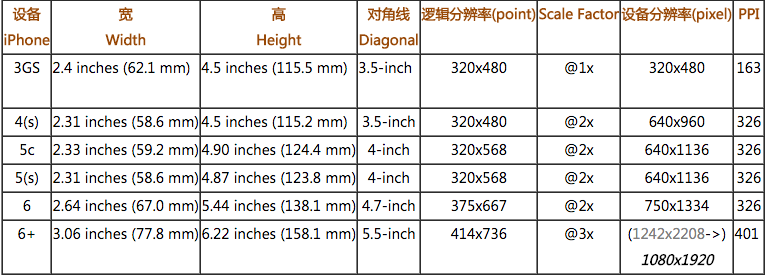 设备 宽 高 对角线 逻辑分辨率(point) Scale Factor 设备分辨率(pixel) PPI
iPhone Width Height Diagonal
3GS 2.4 inches (62.1 mm) 4.5 inches (115.5 mm) 3.5-inch 320x480 @1x 320x480 163
4(s) 2.31 inches (58.6 mm) 4.5 inches (115.2 mm) 3.5-inch 320x480 @2x 640x960 326
5c 2.33 inches (59.2 mm) 4.90 inches (124.4 mm) 4-inch 320x568 @2x 640x1136 326
5(s) 2.31 inches (58.6 mm) 4.87 inches (123.8 mm) 4-inch 320x568 @2x 640x1136 326
6 2.64 inches (67.0 mm) 5.44 inches (138.1 mm) 4.7-inch 375x667 @2x 750x1334 326
6+ 3.06 inches (77.8 mm) 6.22 inches (158.1 mm) 5.5-inch 414x736 @3x (1242x2208->) 401
1080x1920